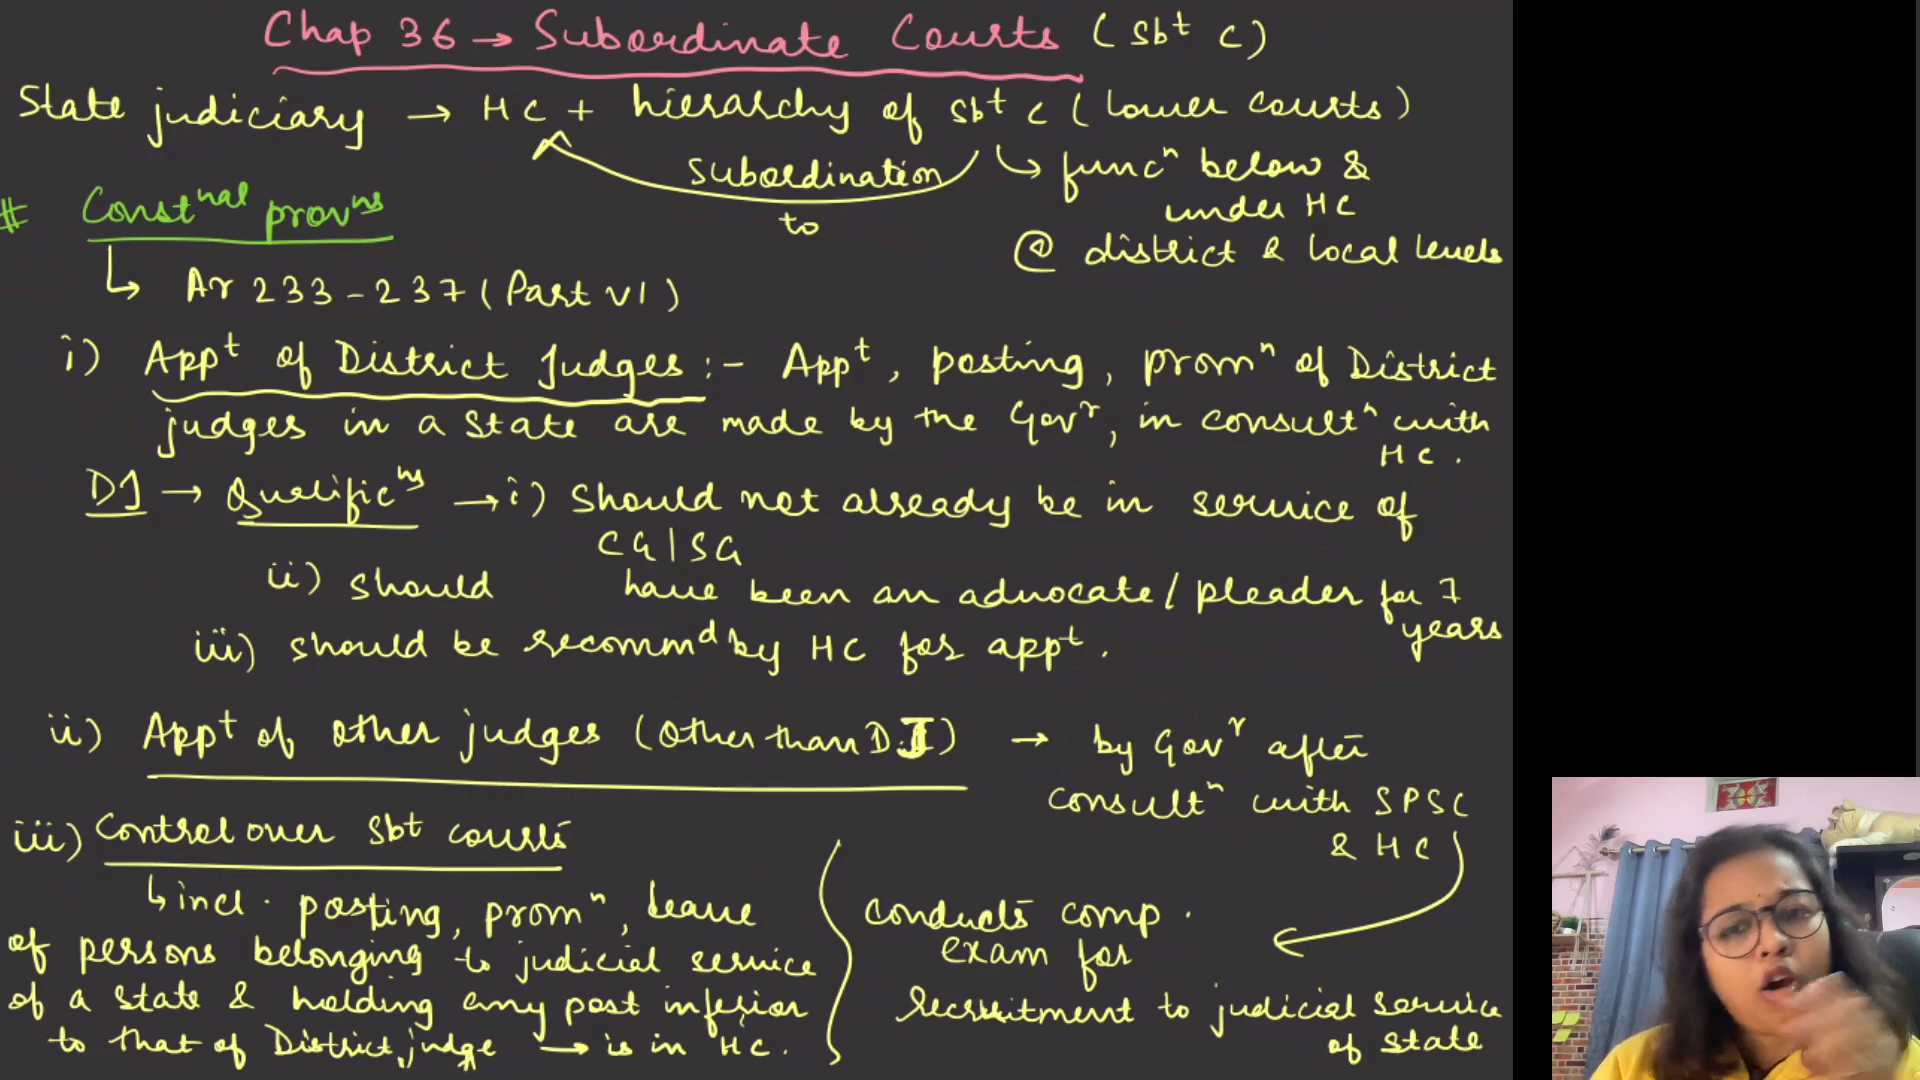 Chap 36 → Subordinate Courts (Sbt C)
State judiciary → HC + hierarchy of sbt c (lower courts)
subordination to
↳ funcn below & under HC
@ district & local levels
# Constnal provns
↳ Ar 233-237 (Part VI)
i) Appt of District Judges :- Appt, posting, promn of District
judges in a state are made by the Govr, in consultn with
HC.
DJ → Qualificns → i) Should not already be in service of
CG/SG
ii) should have been an advocate/pleader for 7
years
iii) should be recommd by HC for appt.
ii) Appt of other judges (Other than DJ) → by Govr after
consultn with SPSC
& HC
conducts comp.
exam for
recruitment to judicial service
of state
iii) Control over Sbt courts
↳ incl. posting, promn, leave
of persons belonging to judicial service
of a state & holding any post inferior
to that of District judge → is in HC.